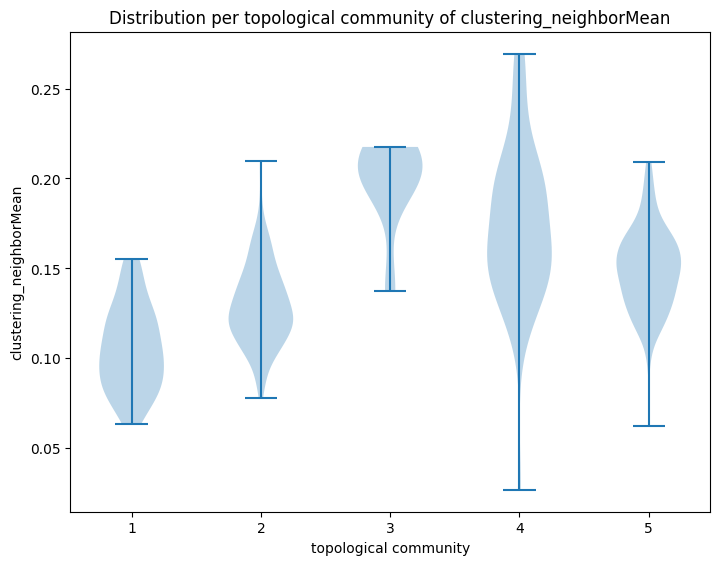 Distribution per topological community of clustering_neighborMean
clustering_neighborMean
0.25
0.20
0.15
0.10
0.05
1 2 3 4 5
topological community